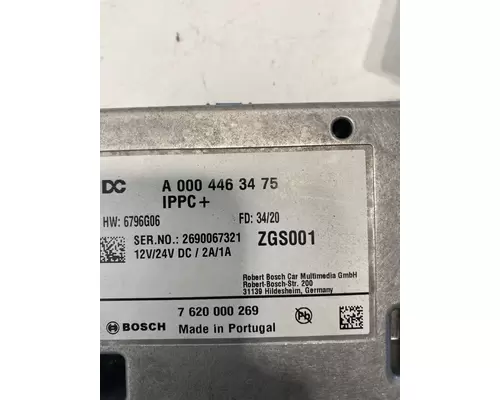 DC A 000 446 34 75
IPPC+
HW: 6796G06 FD: 34/20
SER.NO.: 2690067321 ZGS001
12V/24V DC / 2A/1A
Robert Bosch Car Multimedia GmbH
Robert-Bosch-Str. 200
31139 Hildesheim, Germany
7 620 000 269
BOSCH Made in Portugal
Pb